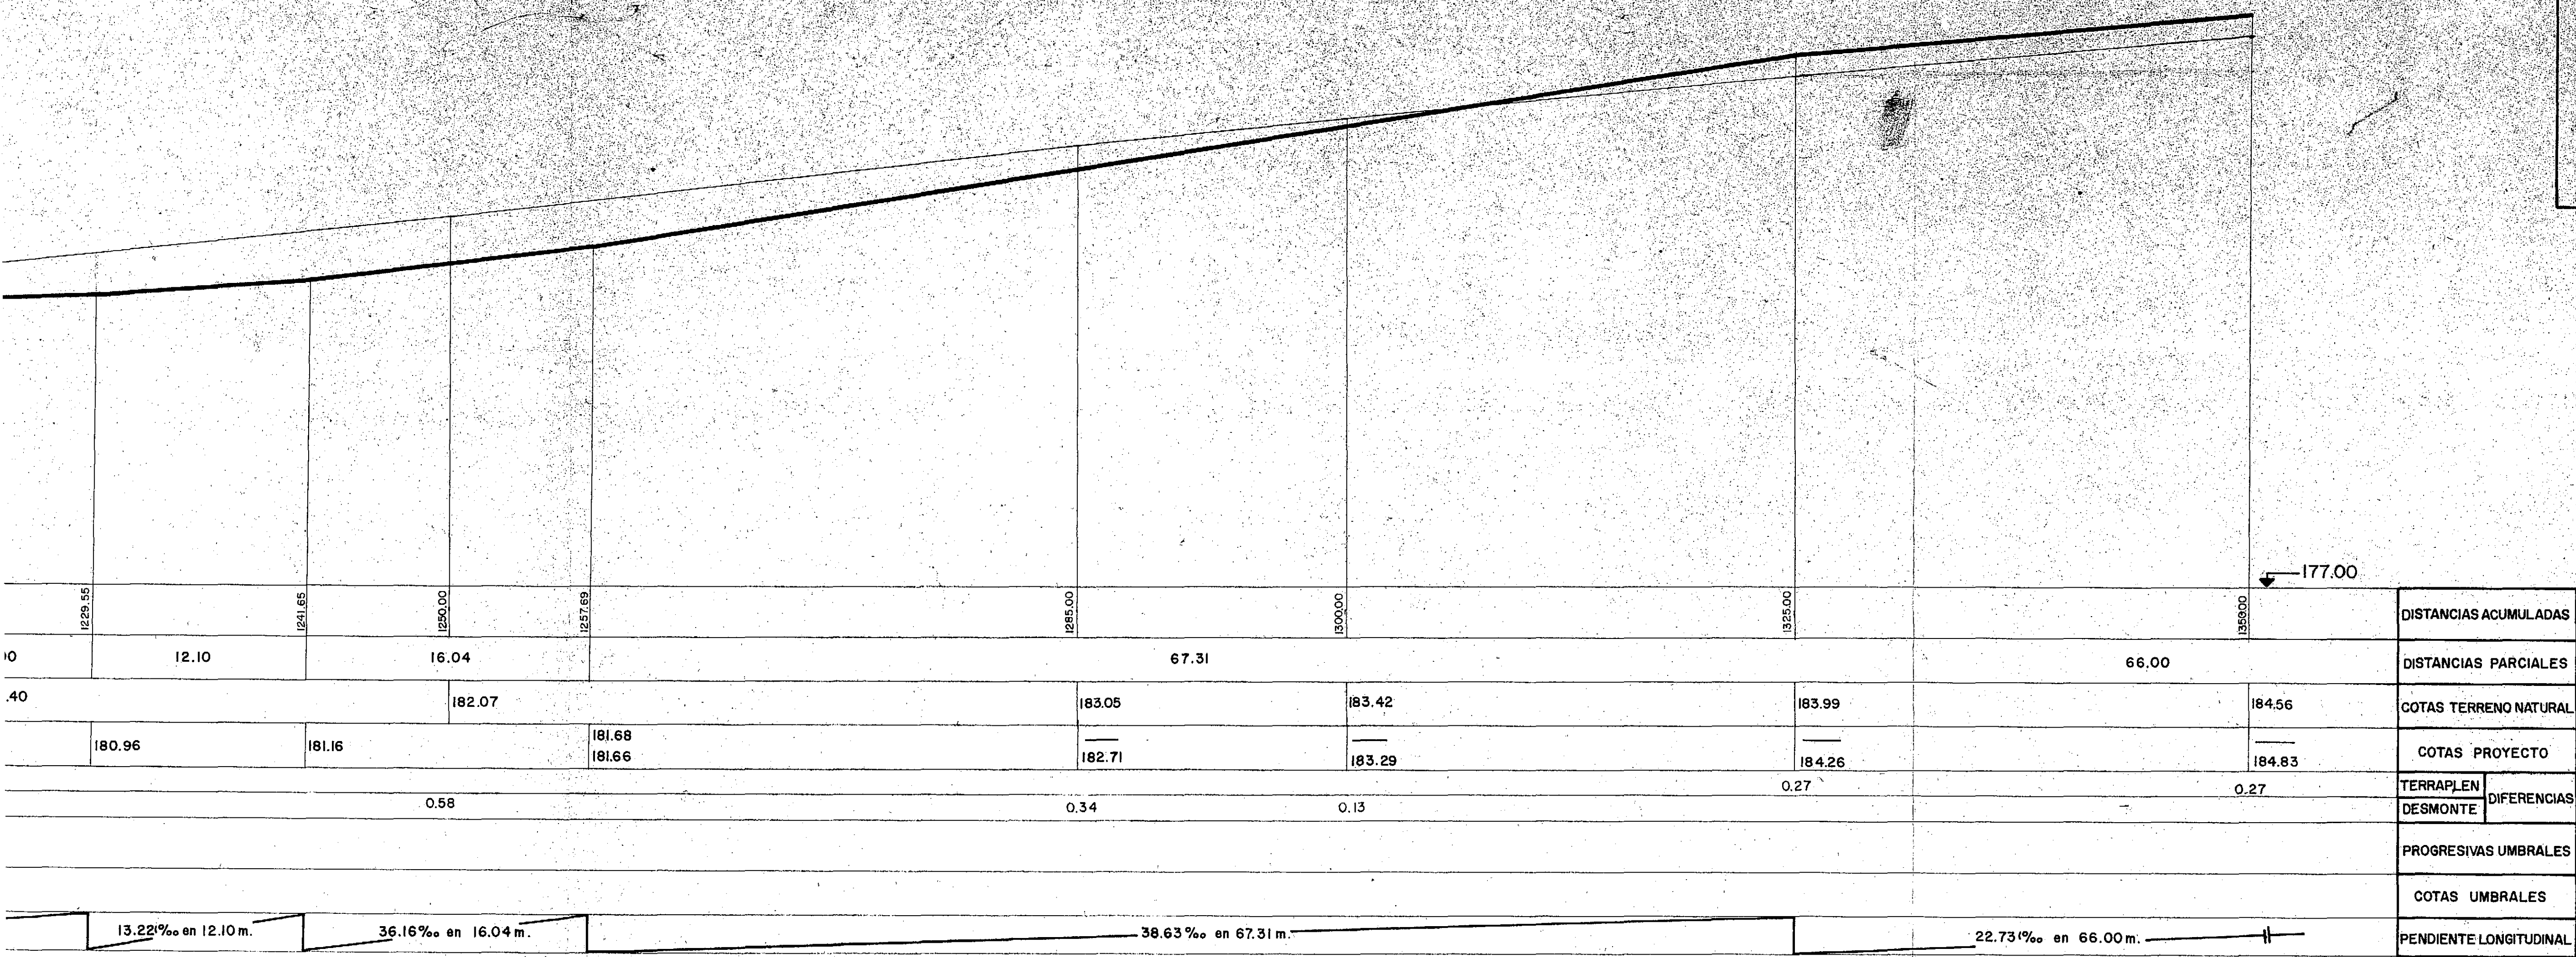 177.00
1229.55 1241.65 1250.00 1257.69 1285.00 1300.00 1325.00 1350.00 DISTANCIAS ACUMULADAS
12.10 16.04 67.31 66.00 DISTANCIAS PARCIALES
.40 182.07 183.05 183.42 183.99 184.56 COTAS TERRENO NATURAL
180.96 181.16 181.68 — — — —
181.66 182.71 183.29 184.26 184.83 COTAS PROYECTO
0.27 0.27 TERRAPLEN
DIFERENCIAS
0.58 0.34 0.13 DESMONTE
PROGRESIVAS UMBRALES
COTAS UMBRALES
13.22‰ en 12.10 m. 36.16‰ en 16.04 m. 38.63‰ en 67.31 m. 22.73‰ en 66.00 m. PENDIENTE LONGITUDINAL